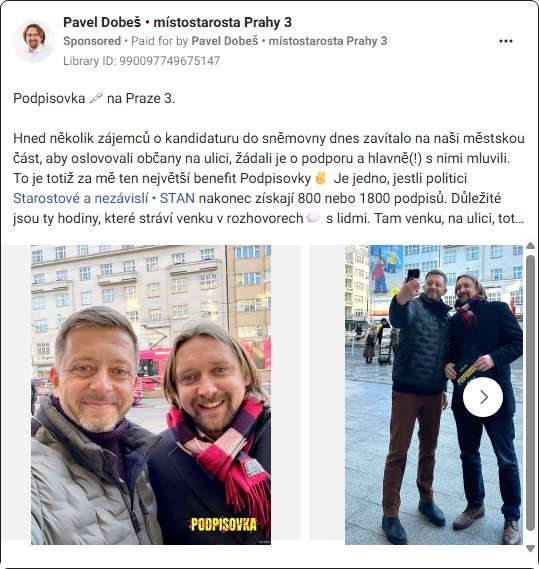 Pavel Dobeš • místostarosta Prahy 3
Sponsored • Paid for by Pavel Dobeš • místostarosta Prahy 3
Library ID: 990097749675147
Podpisovka 🖋 na Praze 3.
Hned několik zájemců o kandidaturu do sněmovny dnes zavítalo na naši městskou
část, aby oslovovali občany na ulici, žádali je o podporu a hlavně(!) s nimi mluvili.
To je totiž za mě ten největší benefit Podpisovky✌ Je jedno, jestli politici
Starostové a nezávislí • STAN nakonec získají 800 nebo 1800 podpisů. Důležité
jsou ty hodiny, které stráví venku v rozhovorech💬 s lidmi. Tam venku, na ulici, tot...
PODPISOVKA
PODPISOVKA